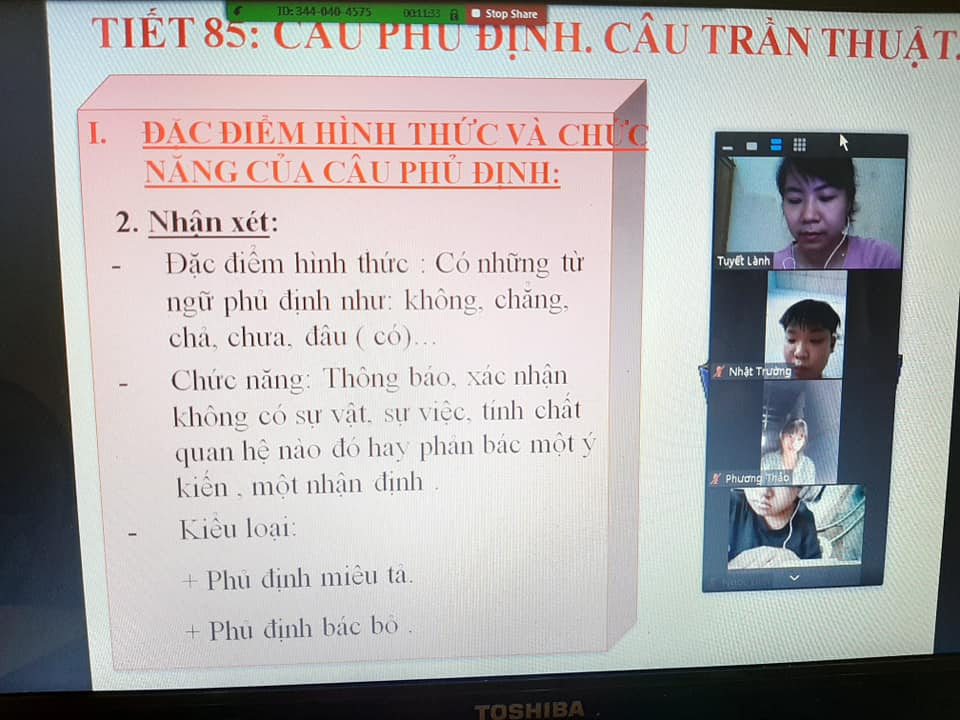 ID: 344-040-4575 00:11:33 Stop Share
TIẾT 85: CÂU PHỦ ĐỊNH. CÂU TRẦN THUẬT.
I. ĐẶC ĐIỂM HÌNH THỨC VÀ CHỨC
NĂNG CỦA CÂU PHỦ ĐỊNH:
2. Nhận xét:
- Đặc điểm hình thức : Có những từ
ngữ phủ định như: không, chẳng,
chả, chưa, đâu ( có)…
- Chức năng: Thông báo, xác nhận
không có sự vật, sự việc, tính chất
quan hệ nào đó hay phản bác một ý
kiến , một nhận định .
- Kiểu loại:
+ Phủ định miêu tả.
+ Phủ định bác bỏ .
Tuyết Lành
Nhật Trường
Phương Thảo
TOSHIBA